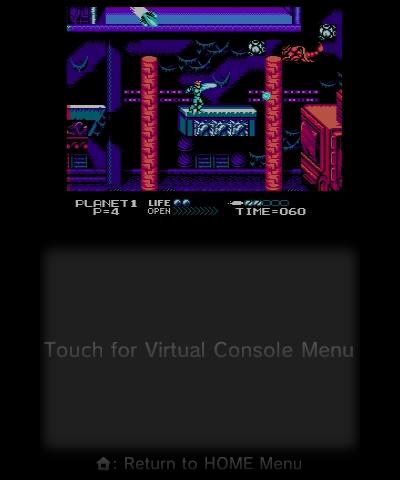 PLANET1 LIFE
P=4 OPEN TIME=060
Touch for Virtual Console Menu
: Return to HOME Menu